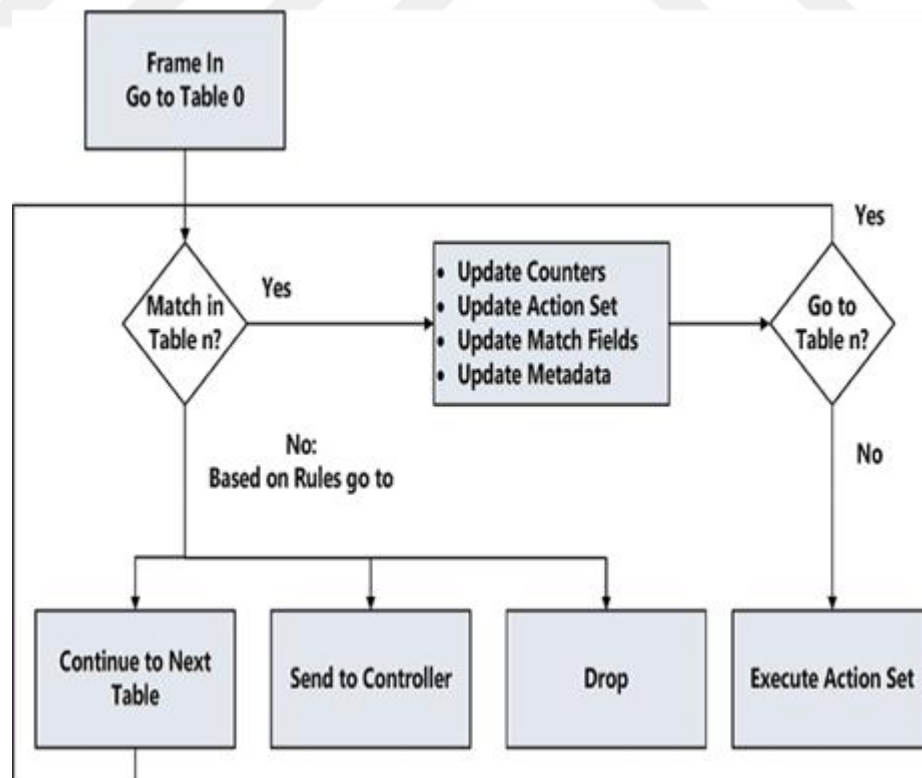 Frame In
Go to Table 0
Yes
Match in
Table n?
Yes
• Update Counters
• Update Action Set
• Update Match Fields
• Update Metadata
Go to
Table n?
No:
Based on Rules go to
No
Continue to Next
Table
Send to Controller
Drop
Execute Action Set